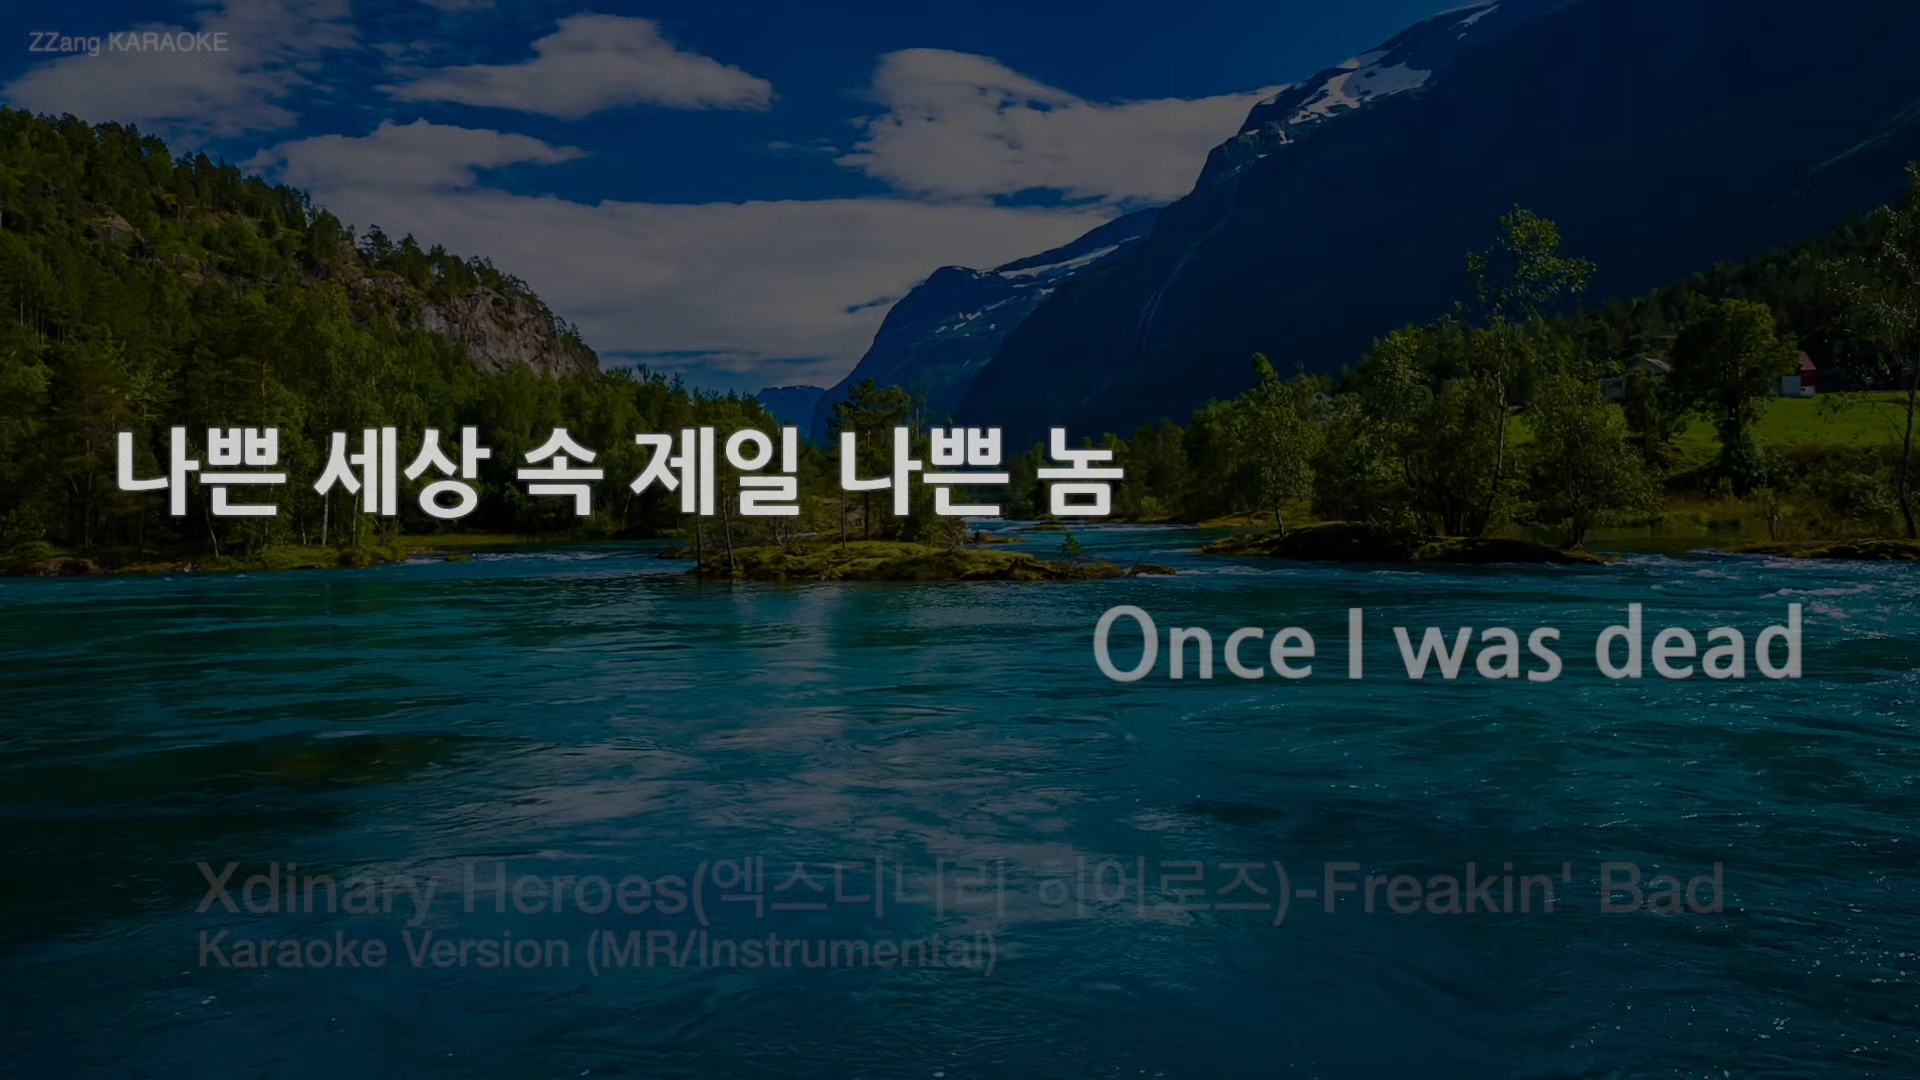 ZZang KARAOKE
나쁜 세상 속 제일 나쁜 놈
Once I was dead
Xdinary Heroes(엑스디너리 히어로즈)-Freakin' Bad
Karaoke Version (MR/Instrumental)